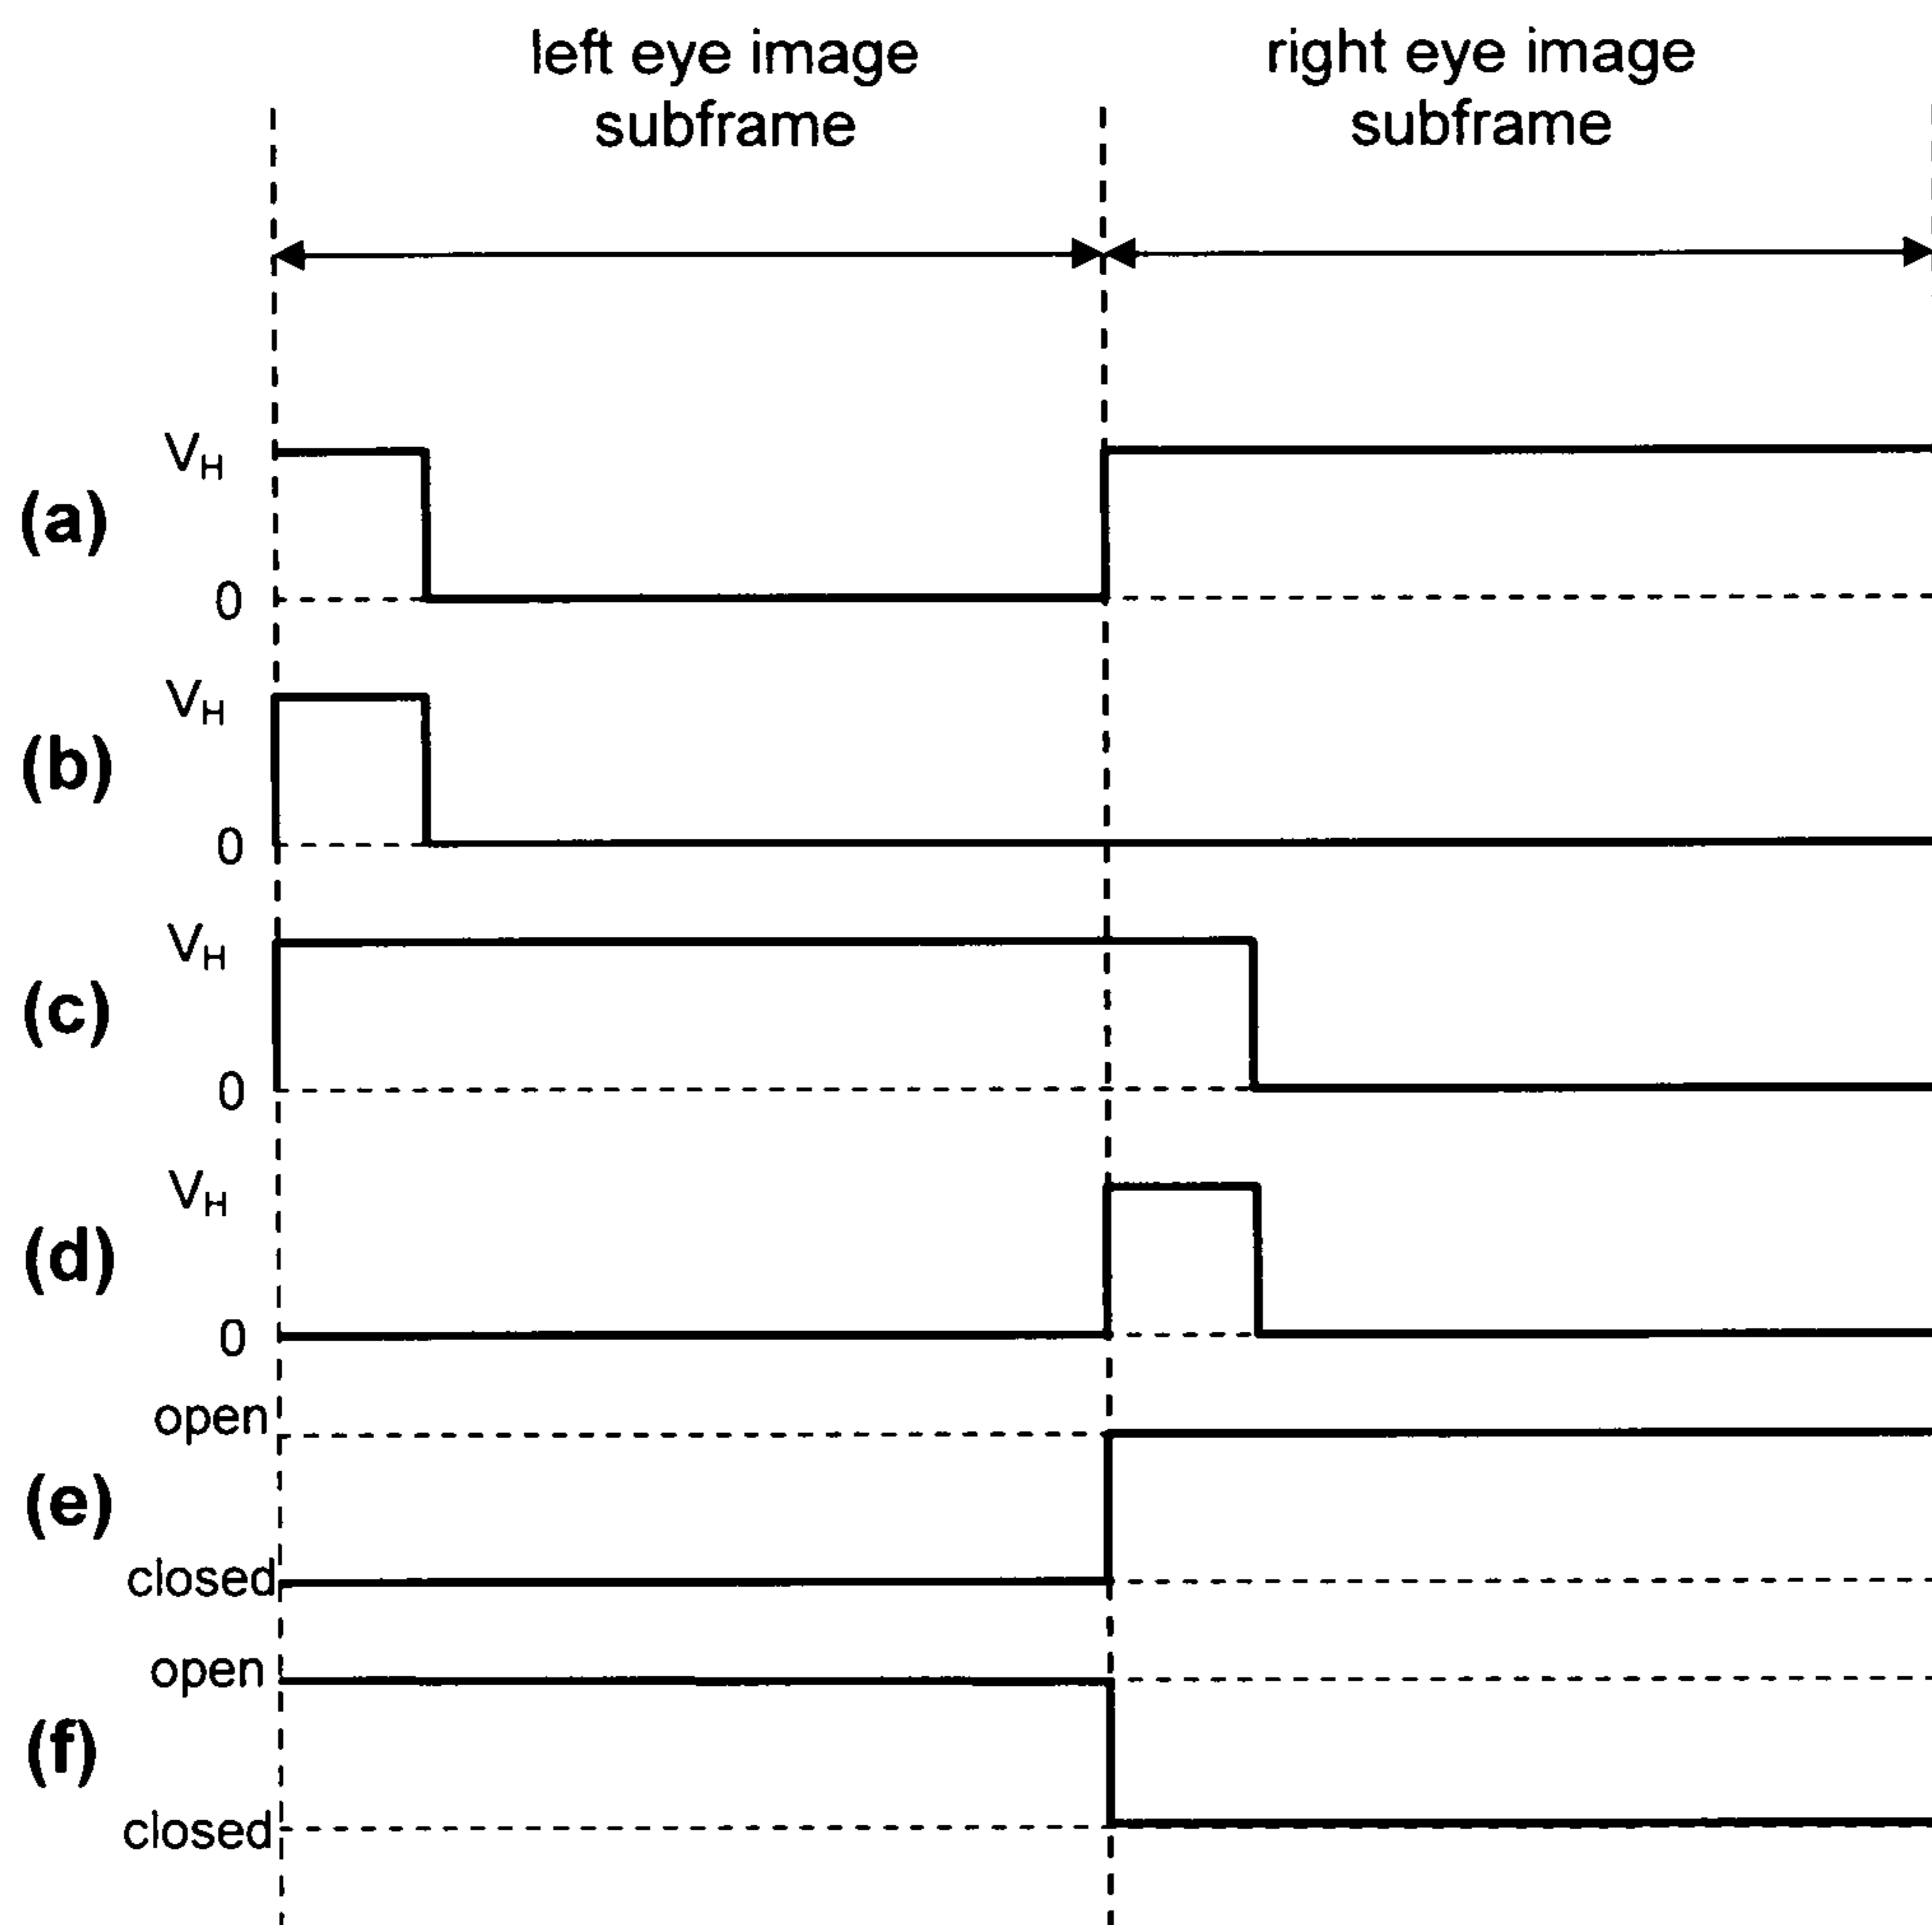 left eye image
subframe
right eye image
subframe
(a)
VH
0
(b)
VH
0
(c)
VH
0
(d)
VH
0
(e)
open
closed
(f)
open
closed